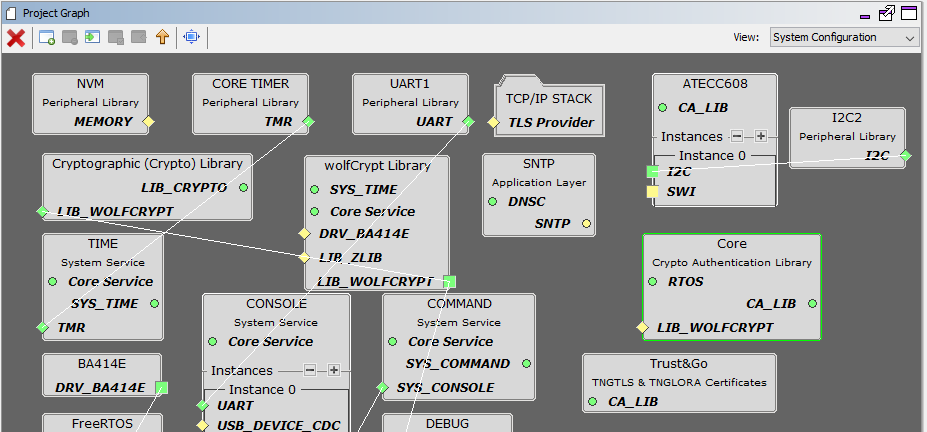 Project Graph
View: System Configuration
NVM
Peripheral Library
MEMORY
CORE TIMER
Peripheral Library
TMR
UART1
Peripheral Library
UART
TCP/IP STACK
TLS Provider
ATECC608
CA_LIB
Instances
Instance 0
I2C
SWI
I2C2
Peripheral Library
I2C
Cryptographic (Crypto) Library
LIB_CRYPTO
LIB_WOLFCRYPT
wolfCrypt Library
SYS_TIME
Core Service
DRV_BA414E
LIB_ZLIB
LIB_WOLFCRYPT
SNTP
Application Layer
DNSC
SNTP
TIME
System Service
Core Service
SYS_TIME
TMR
Core
Crypto Authentication Library
RTOS
CA_LIB
LIB_WOLFCRYPT
CONSOLE
System Service
Core Service
Instances
Instance 0
UART
USB_DEVICE_CDC
COMMAND
System Service
Core Service
SYS_COMMAND
SYS_CONSOLE
BA414E
DRV_BA414E
Trust&Go
TNGTLS & TNGLORA Certificates
CA_LIB
FreeRTOS
DEBUG